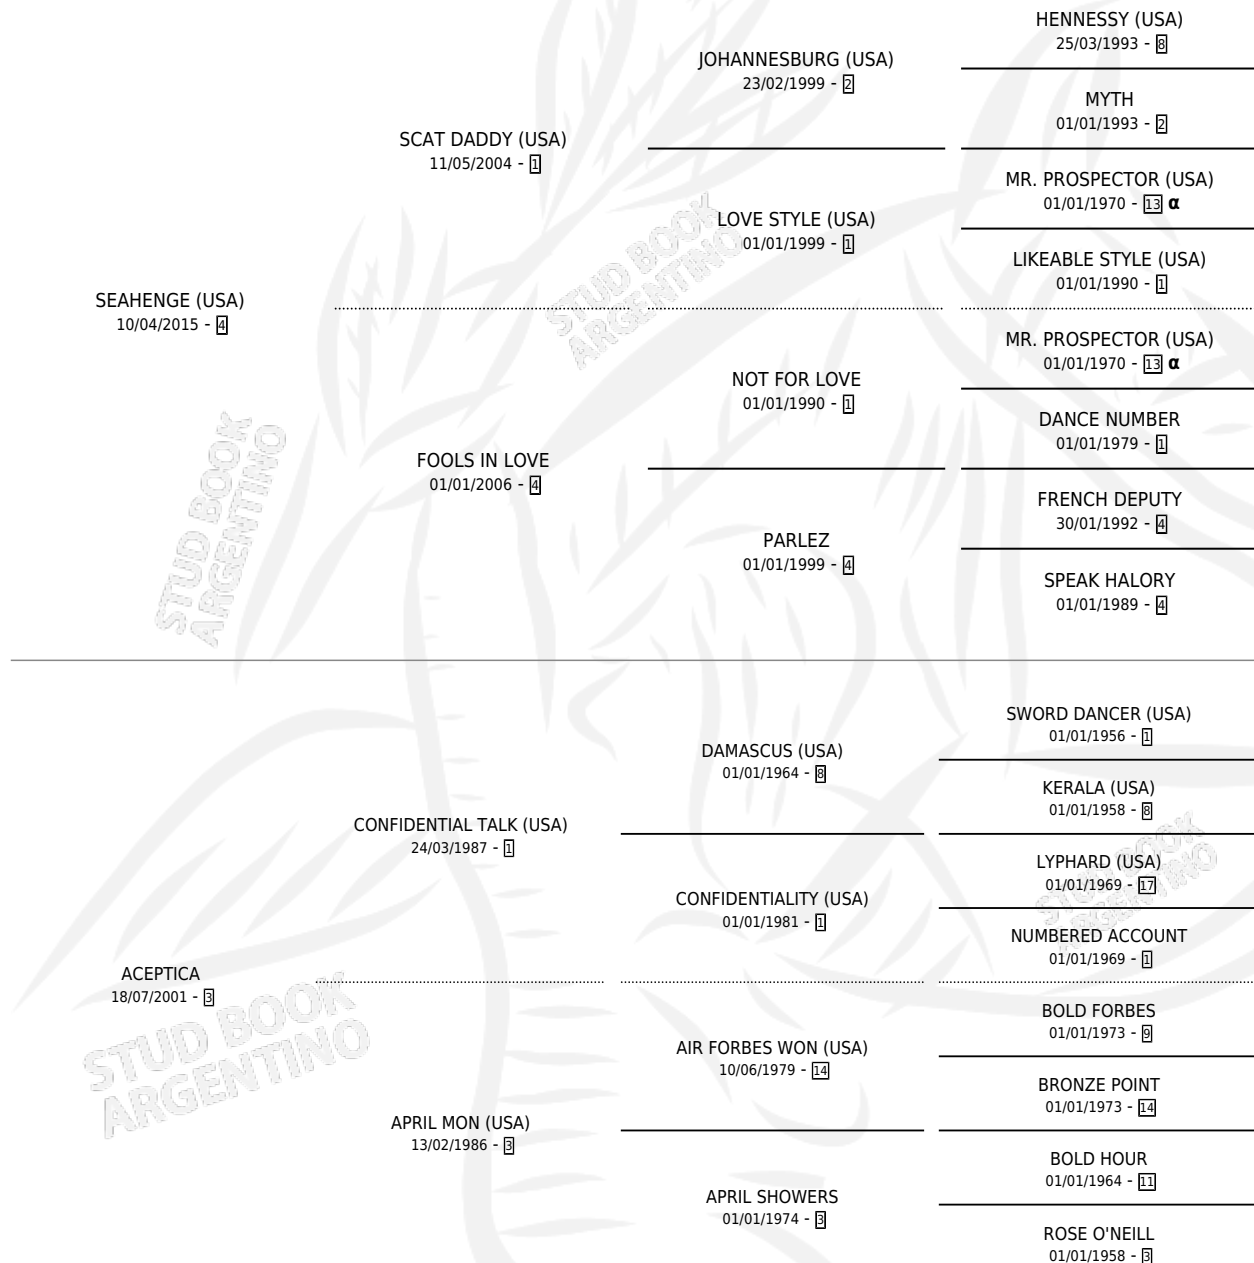 HENNESSY (USA)
25/03/1993 - 8
JOHANNESBURG (USA)
23/02/1999 - 2
MYTH
01/01/1993 - 2
SCAT DADDY (USA)
11/05/2004 - 1
MR. PROSPECTOR (USA)
01/01/1970 - 13 α
LOVE STYLE (USA)
01/01/1999 - 1
LIKEABLE STYLE (USA)
01/01/1990 - 1
SEAHENGE (USA)
10/04/2015 - 4
MR. PROSPECTOR (USA)
01/01/1970 - 13 α
NOT FOR LOVE
01/01/1990 - 1
DANCE NUMBER
01/01/1979 - 1
FOOLS IN LOVE
01/01/2006 - 4
FRENCH DEPUTY
30/01/1992 - 4
PARLEZ
01/01/1999 - 4
SPEAK HALORY
01/01/1989 - 4
STUD BOOK
ARGENTINO
STUD BOOK
ARGENTINO
SWORD DANCER (USA)
01/01/1956 - 1
DAMASCUS (USA)
01/01/1964 - 8
KERALA (USA)
01/01/1958 - 8
CONFIDENTIAL TALK (USA)
24/03/1987 - 1
LYPHARD (USA)
01/01/1969 - 17
CONFIDENTIALITY (USA)
01/01/1981 - 1
NUMBERED ACCOUNT
01/01/1969 - 1
ACEPTICA
18/07/2001 - 3
BOLD FORBES
01/01/1973 - 9
AIR FORBES WON (USA)
10/06/1979 - 14
BRONZE POINT
01/01/1973 - 14
APRIL MON (USA)
13/02/1986 - 3
BOLD HOUR
01/01/1964 - 11
APRIL SHOWERS
01/01/1974 - 3
ROSE O'NEILL
01/01/1958 - 3
STUD BOOK
ARGENTINO
STUD BOOK
ARGENTINO